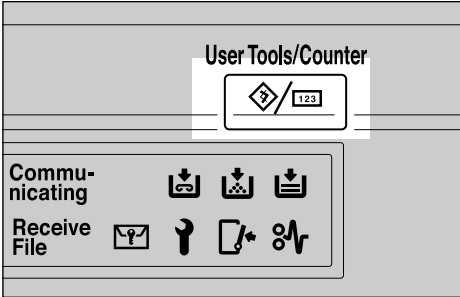 User Tools/Counter
123
Commu-
nicating
Receive
File